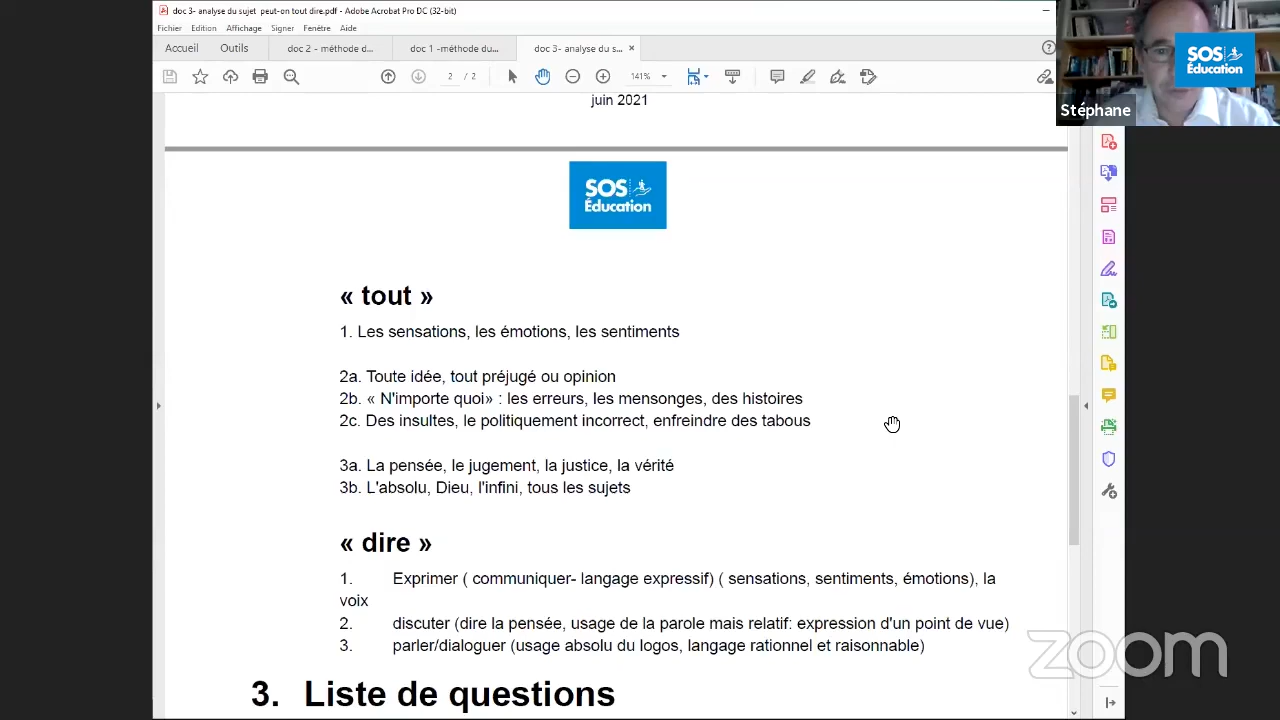 doc 3- analyse du sujet peut-on tout dire.pdf - Adobe Acrobat Pro DC (32-bit)
Fichier Edition Affichage Signer Fenêtre Aide
Accueil Outils doc 2 - méthode d... doc 1 -méthode du... doc 3- analyse du s... ×
2 / 2 141%
juin 2021
SOS
Éducation
SOS
Éducation
Stéphane
« tout »
1. Les sensations, les émotions, les sentiments
2a. Toute idée, tout préjugé ou opinion
2b. « N'importe quoi» : les erreurs, les mensonges, des histoires
2c. Des insultes, le politiquement incorrect, enfreindre des tabous
3a. La pensée, le jugement, la justice, la vérité
3b. L'absolu, Dieu, l'infini, tous les sujets
« dire »
1. Exprimer ( communiquer- langage expressif) ( sensations, sentiments, émotions), la
voix
2. discuter (dire la pensée, usage de la parole mais relatif: expression d'un point de vue)
3. parler/dialoguer (usage absolu du logos, langage rationnel et raisonnable)
3. Liste de questions
zoom